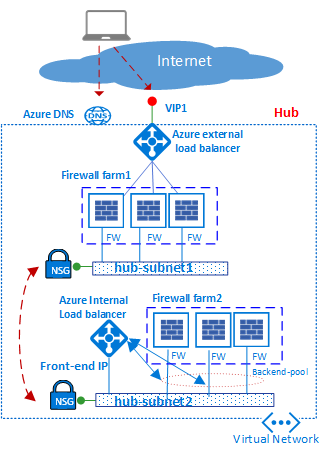 Internet
Azure DNS
DNS
VIP1
Hub
Azure external
load balancer
Firewall farm1
FW
FW
FW
NSG
hub-subnet1
Azure Internal
Load balancer
Firewall farm2
FW
FW
FW
Front-end IP
Backend-pool
NSG
hub-subnet2
Virtual Network